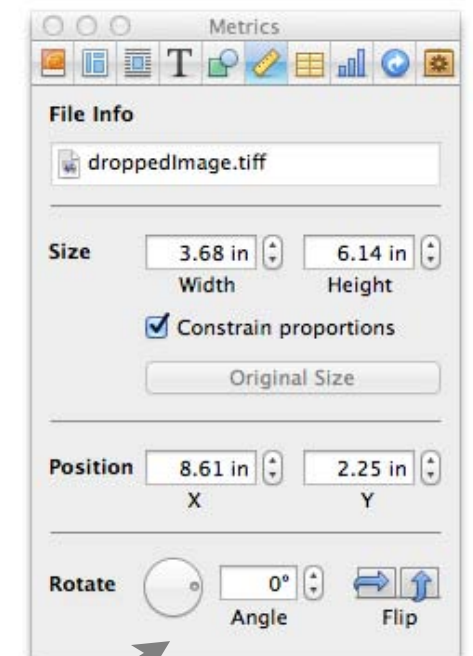 Metrics
T
File Info
droppedImage.tiff
Size 3.68 in 6.14 in
Width Height
Constrain proportions
Original Size
Position 8.61 in 2.25 in
X Y
Rotate 0°
Angle Flip